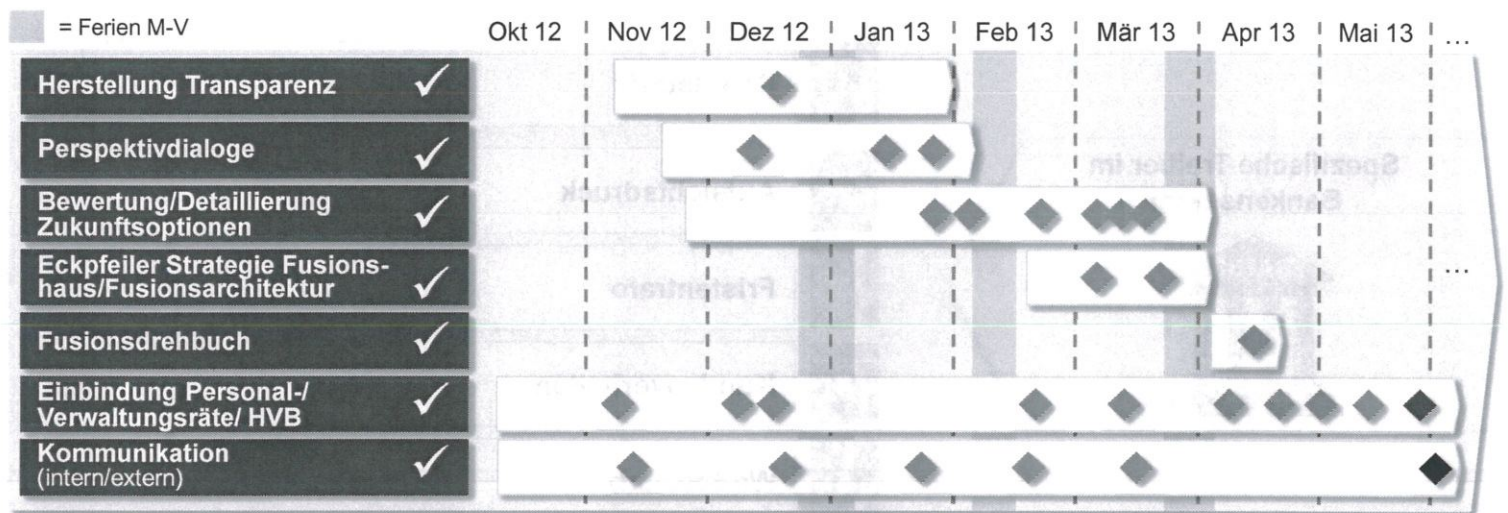 = Ferien M-V
Okt 12 Nov 12 Dez 12 Jan 13 Feb 13 Mär 13 Apr 13 Mai 13 ...
Herstellung Transparenz ✓
Perspektivdialoge ✓
Bewertung/Detaillierung
Zukunftsoptionen ✓
Eckpfeiler Strategie Fusions-
haus/Fusionsarchitektur ✓
...
Fusionsdrehbuch ✓
Einbindung Personal-/
Verwaltungsräte/ HVB ✓
Kommunikation ✓
(intern/extern)